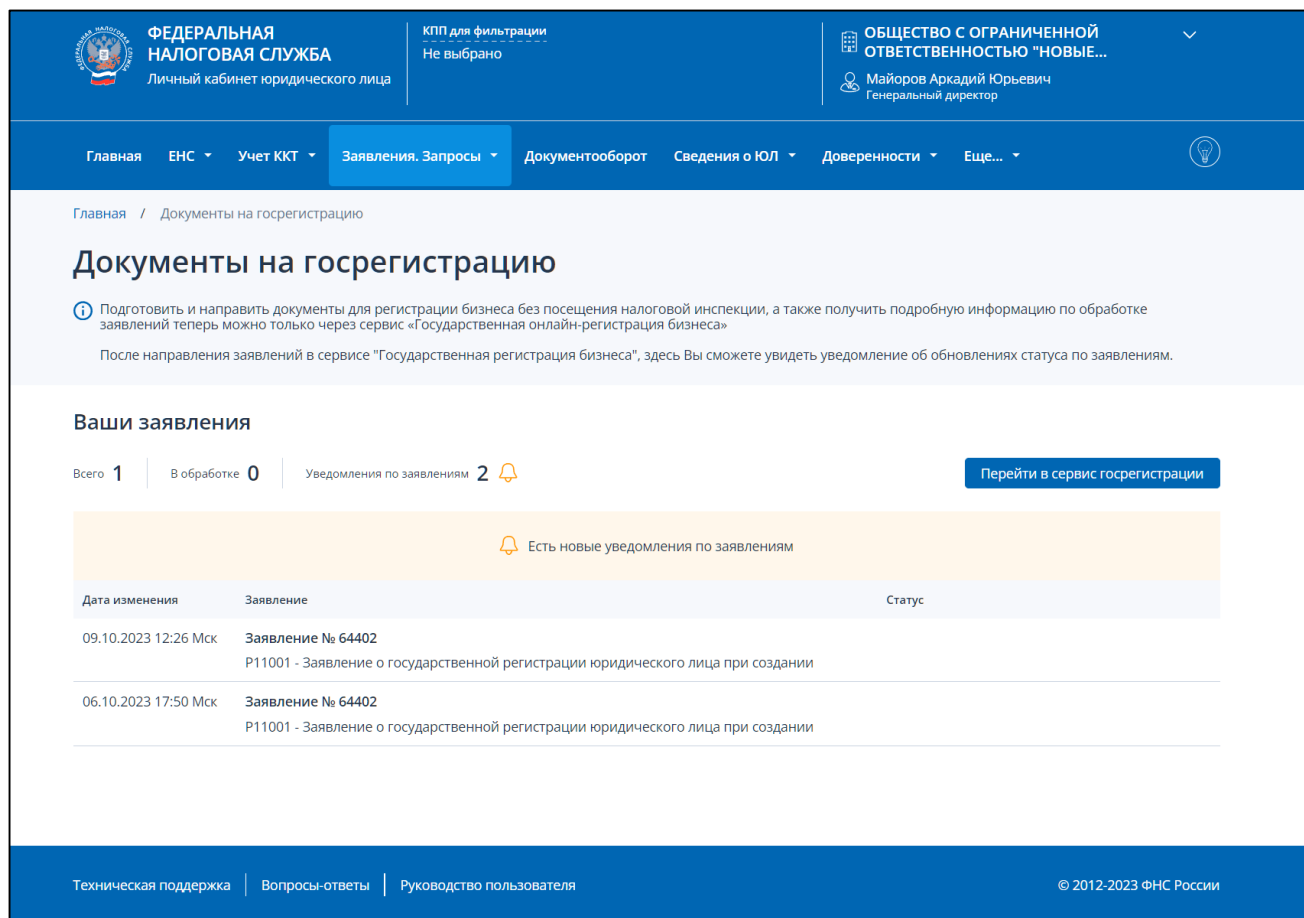 ФЕДЕРАЛЬНАЯ
НАЛОГОВАЯ СЛУЖБА
Личный кабинет юридического лица
КПП для фильтрации
Не выбрано
ОБЩЕСТВО С ОГРАНИЧЕННОЙ
ОТВЕТСТВЕННОСТЬЮ "НОВЫЕ...
Майоров Аркадий Юрьевич
Генеральный директор
Главная ЕНС Учет ККТ Заявления. Запросы Документооборот Сведения о ЮЛ Доверенности Еще...
Главная / Документы на госрегистрацию
Документы на госрегистрацию
Подготовить и направить документы для регистрации бизнеса без посещения налоговой инспекции, а также получить подробную информацию по обработке
заявлений теперь можно только через сервис «Государственная онлайн-регистрация бизнеса»
После направления заявлений в сервисе "Государственная регистрация бизнеса", здесь Вы сможете увидеть уведомление об обновлениях статуса по заявлениям.
Ваши заявления
Всего 1 В обработке 0 Уведомления по заявлениям 2
Перейти в сервис госрегистрации
Есть новые уведомления по заявлениям
Дата изменения Заявление Статус
09.10.2023 12:26 Мск Заявление № 64402
Р11001 - Заявление о государственной регистрации юридического лица при создании
06.10.2023 17:50 Мск Заявление № 64402
Р11001 - Заявление о государственной регистрации юридического лица при создании
Техническая поддержка Вопросы-ответы Руководство пользователя © 2012-2023 ФНС России